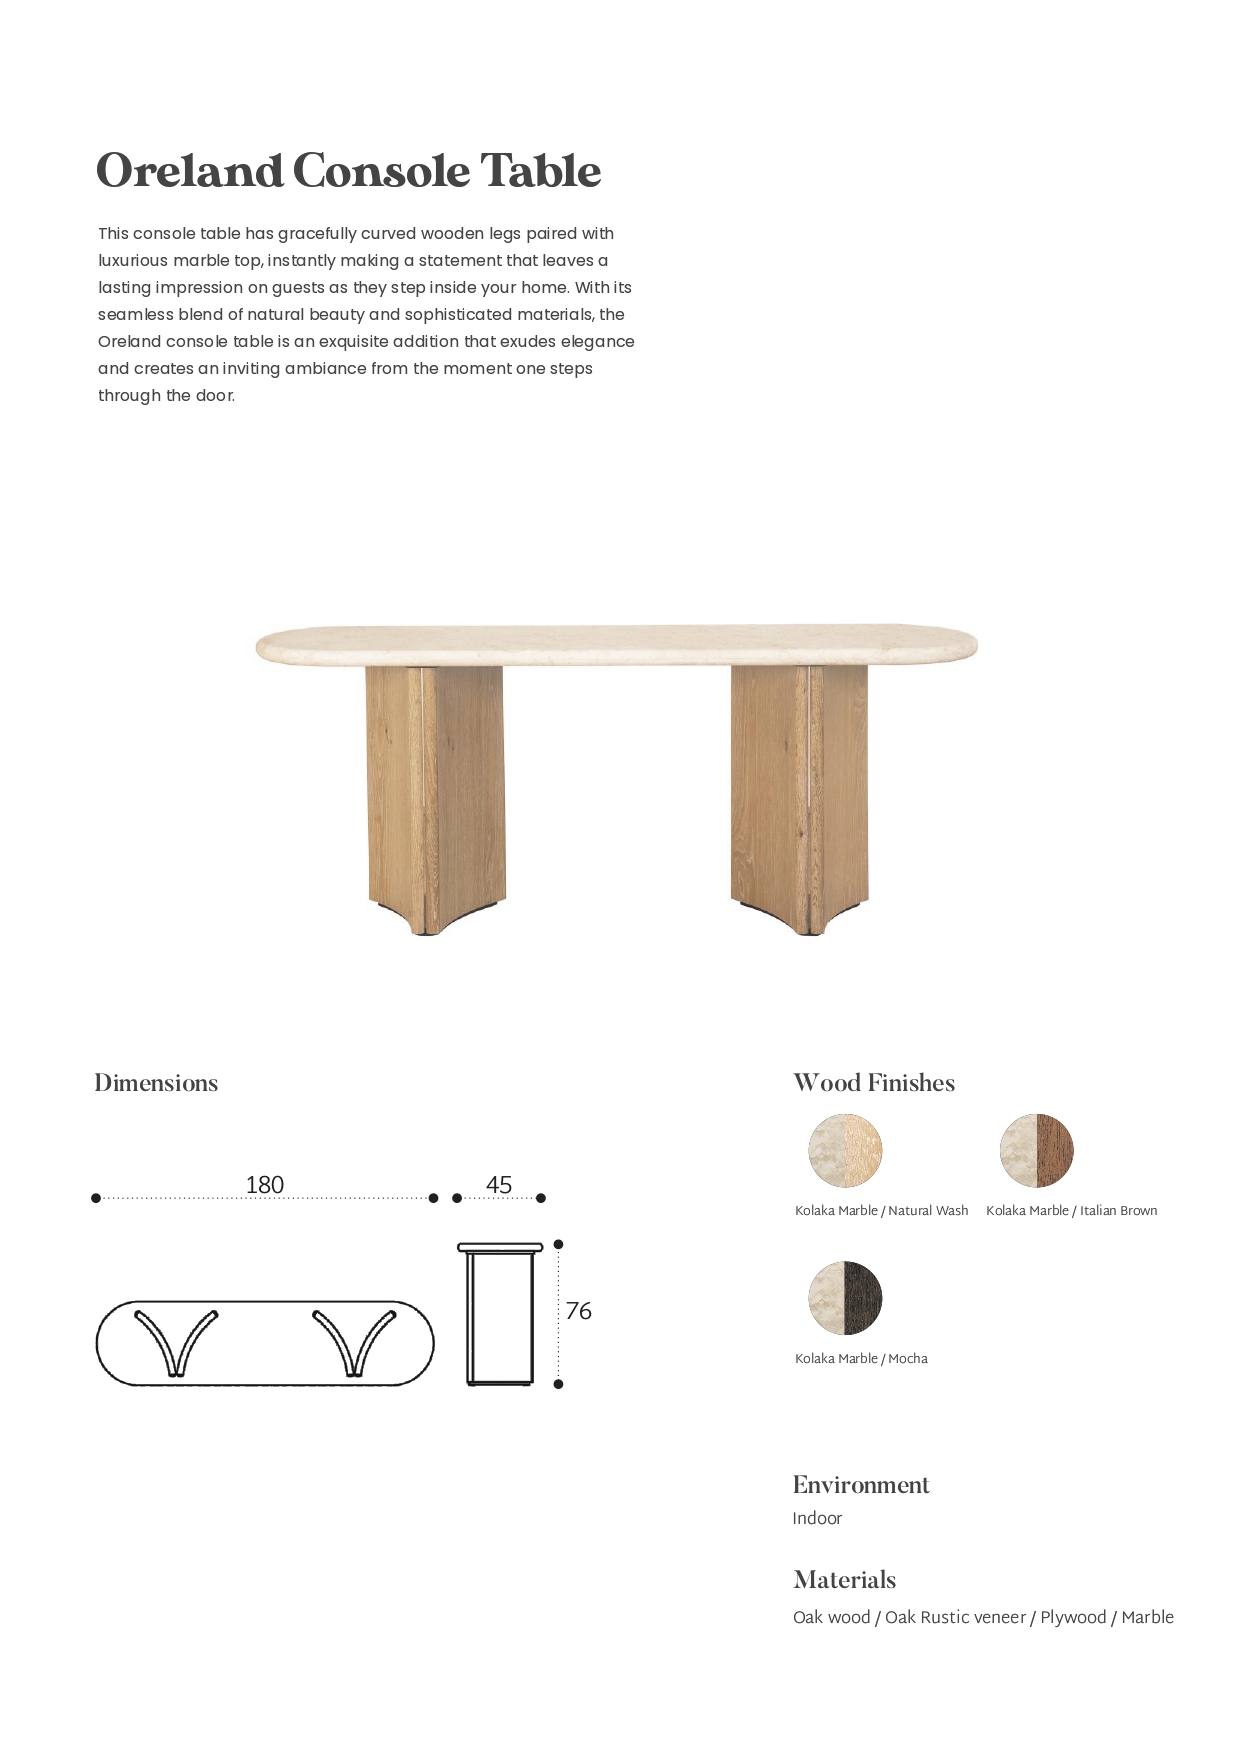 Oreland Console Table
This console table has gracefully curved wooden legs paired with
luxurious marble top, instantly making a statement that leaves a
lasting impression on guests as they step inside your home. With its
seamless blend of natural beauty and sophisticated materials, the
Oreland console table is an exquisite addition that exudes elegance
and creates an inviting ambiance from the moment one steps
through the door.
Dimensions
180
45
76
Wood Finishes
Kolaka Marble / Natural Wash
Kolaka Marble / Italian Brown
Kolaka Marble / Mocha
Environment
Indoor
Materials
Oak wood / Oak Rustic veneer / Plywood / Marble